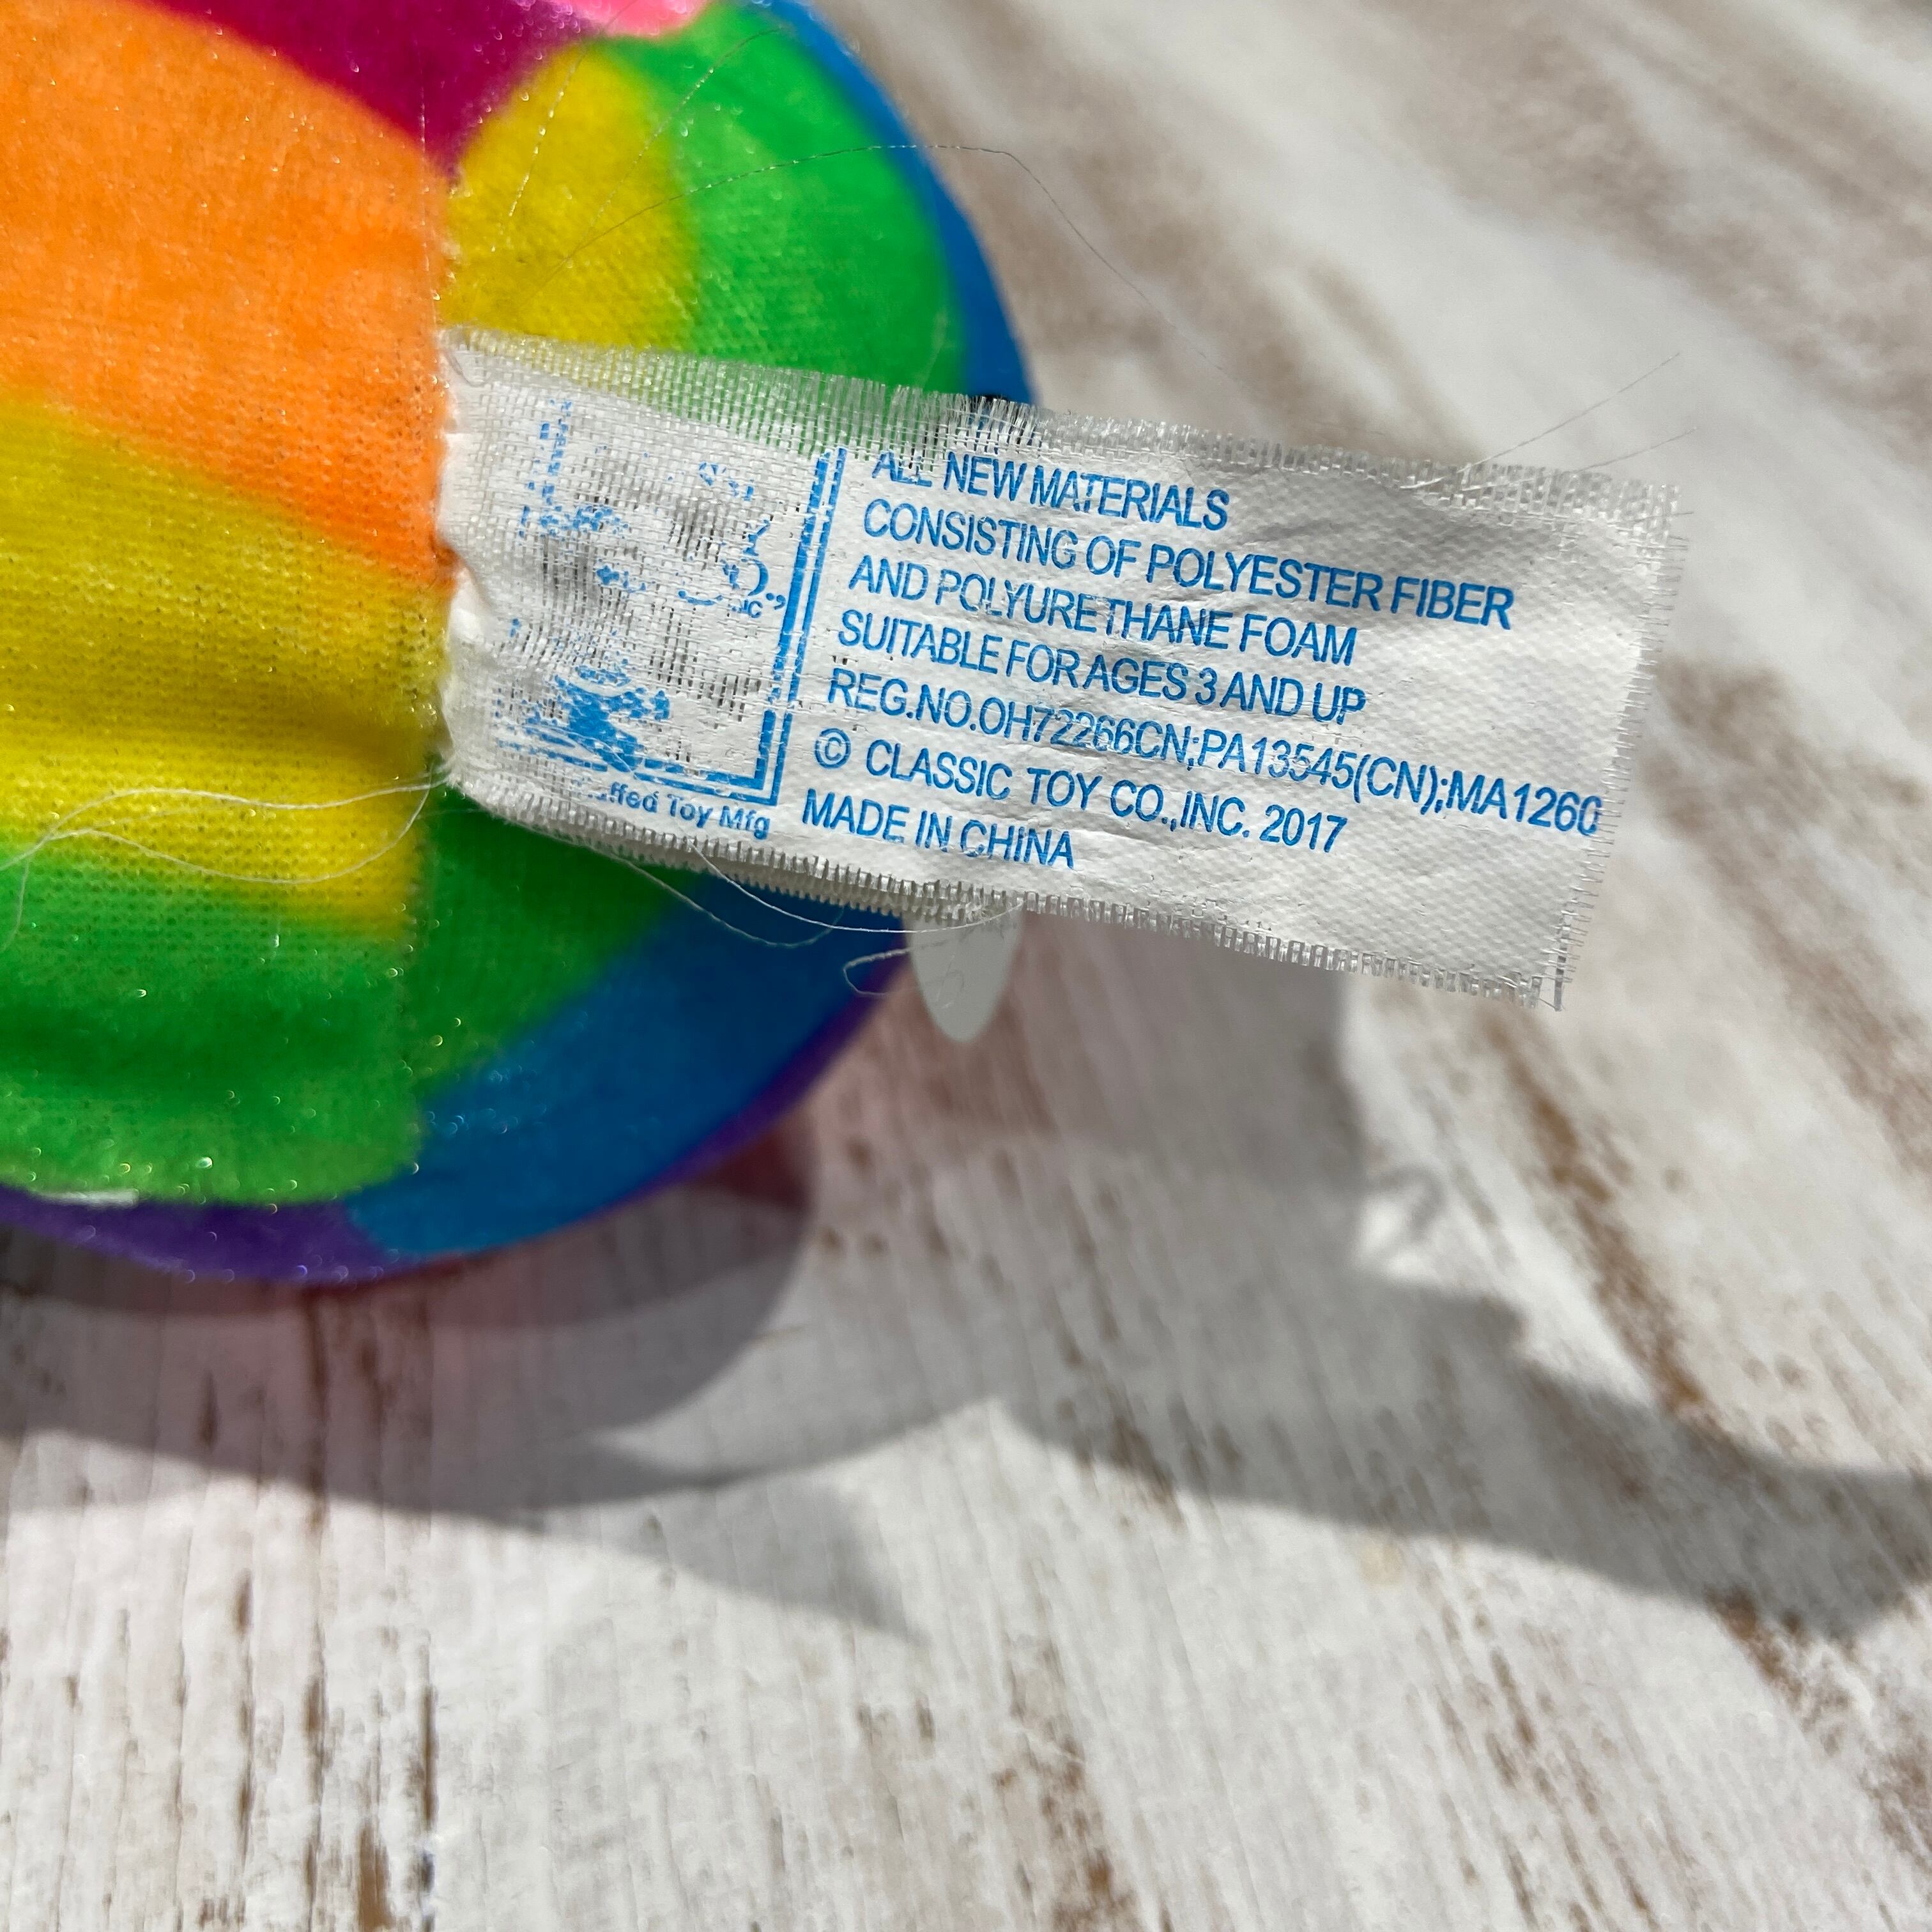 ALL NEW MATERIALS
CONSISTING OF POLYESTER FIBER
AND POLYURETHANE FOAM
SUITABLE FOR AGES 3 AND UP
REG.NO.OH72266CN;PA13545(CN);MA1260
© CLASSIC TOY CO.,INC. 2017
MADE IN CHINA
Toy Mfg